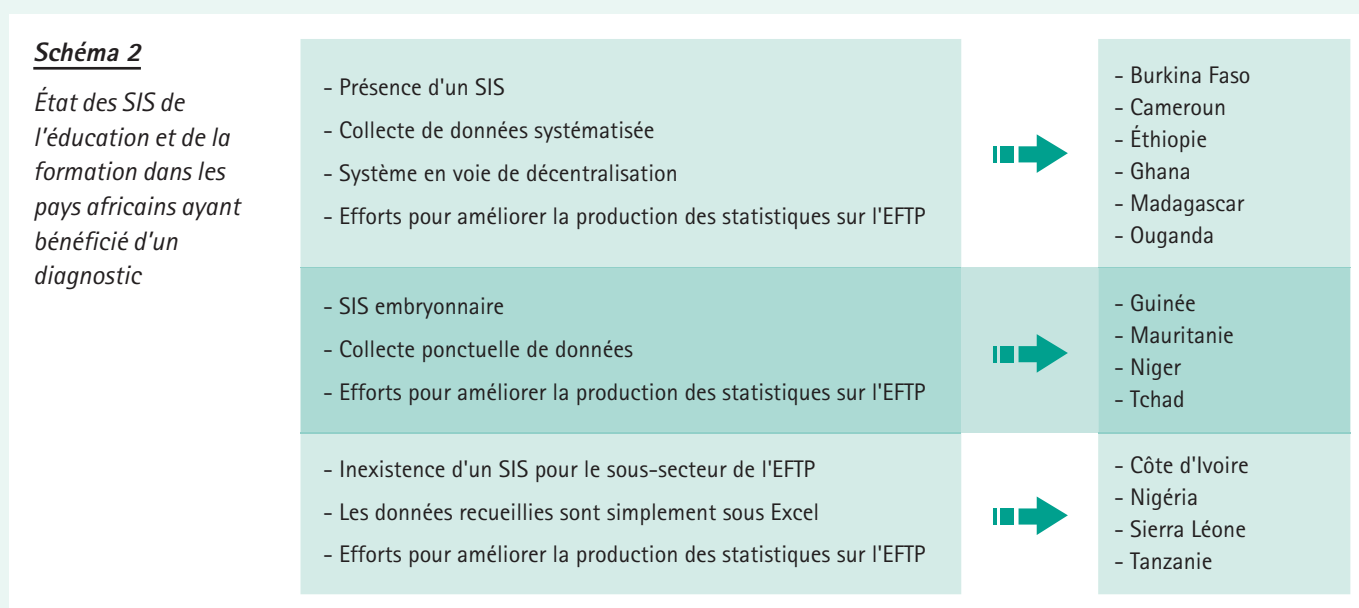 Schéma 2
État des SIS de
l'éducation et de la
formation dans les
pays africains ayant
bénéficié d'un
diagnostic
- Présence d'un SIS
- Collecte de données systématisée
- Système en voie de décentralisation
- Efforts pour améliorer la production des statistiques sur l'EFTP
- Burkina Faso
- Cameroun
- Éthiopie
- Ghana
- Madagascar
- Ouganda
- SIS embryonnaire
- Collecte ponctuelle de données
- Efforts pour améliorer la production des statistiques sur l'EFTP
- Guinée
- Mauritanie
- Niger
- Tchad
- Inexistence d'un SIS pour le sous-secteur de l'EFTP
- Les données recueillies sont simplement sous Excel
- Efforts pour améliorer la production des statistiques sur l'EFTP
- Côte d'Ivoire
- Nigéria
- Sierra Léone
- Tanzanie